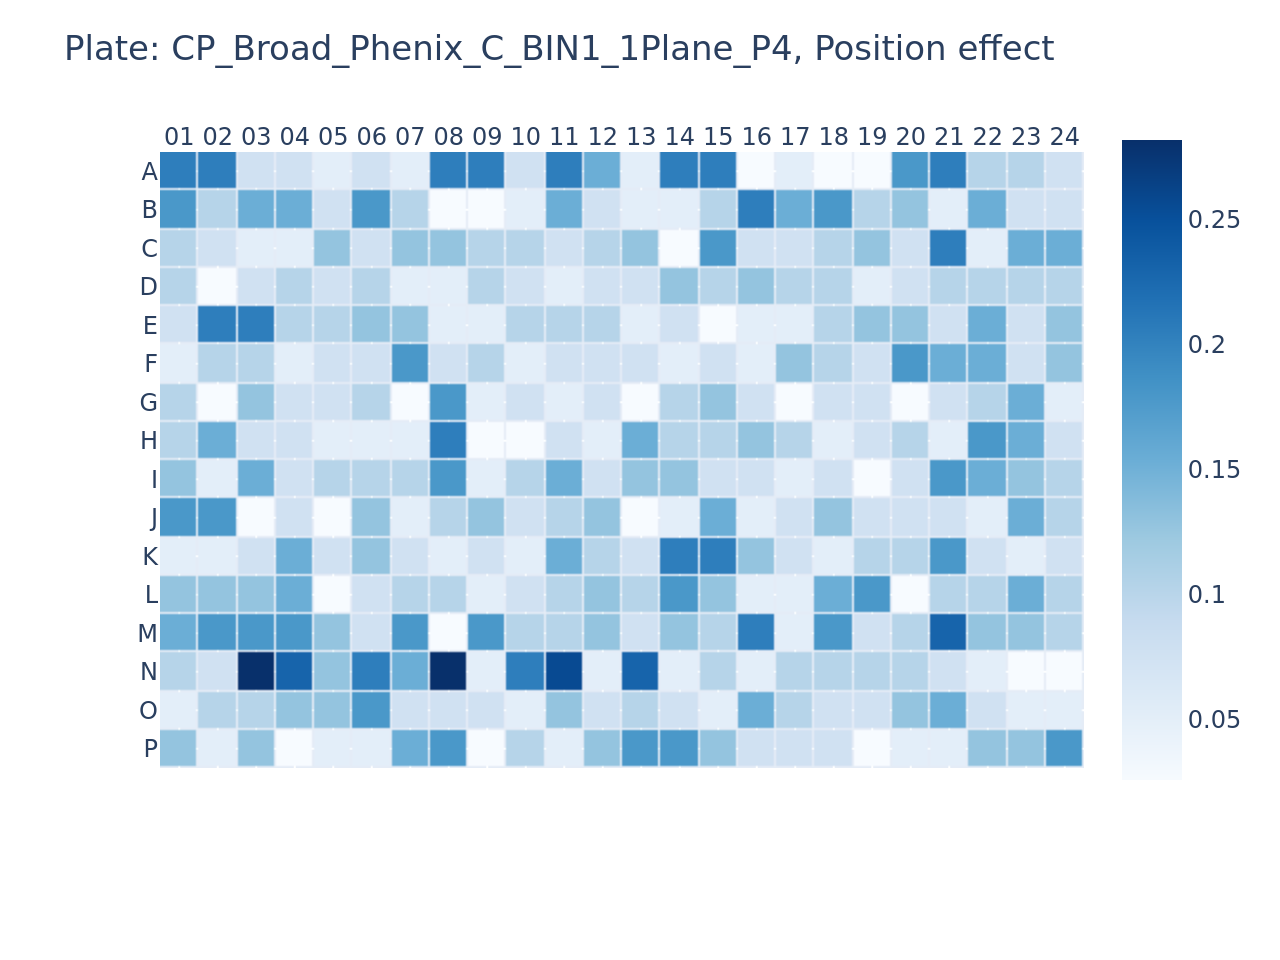 Plate: CP_Broad_Phenix_C_BIN1_1Plane_P4, Position effect
01 02 03 04 05 06 07 08 09 10 11 12 13 14 15 16 17 18 19 20 21 22 23 24
A
B
C
D
E
F
G
H
I
J
K
L
M
N
O
P
0.25
0.2
0.15
0.1
0.05